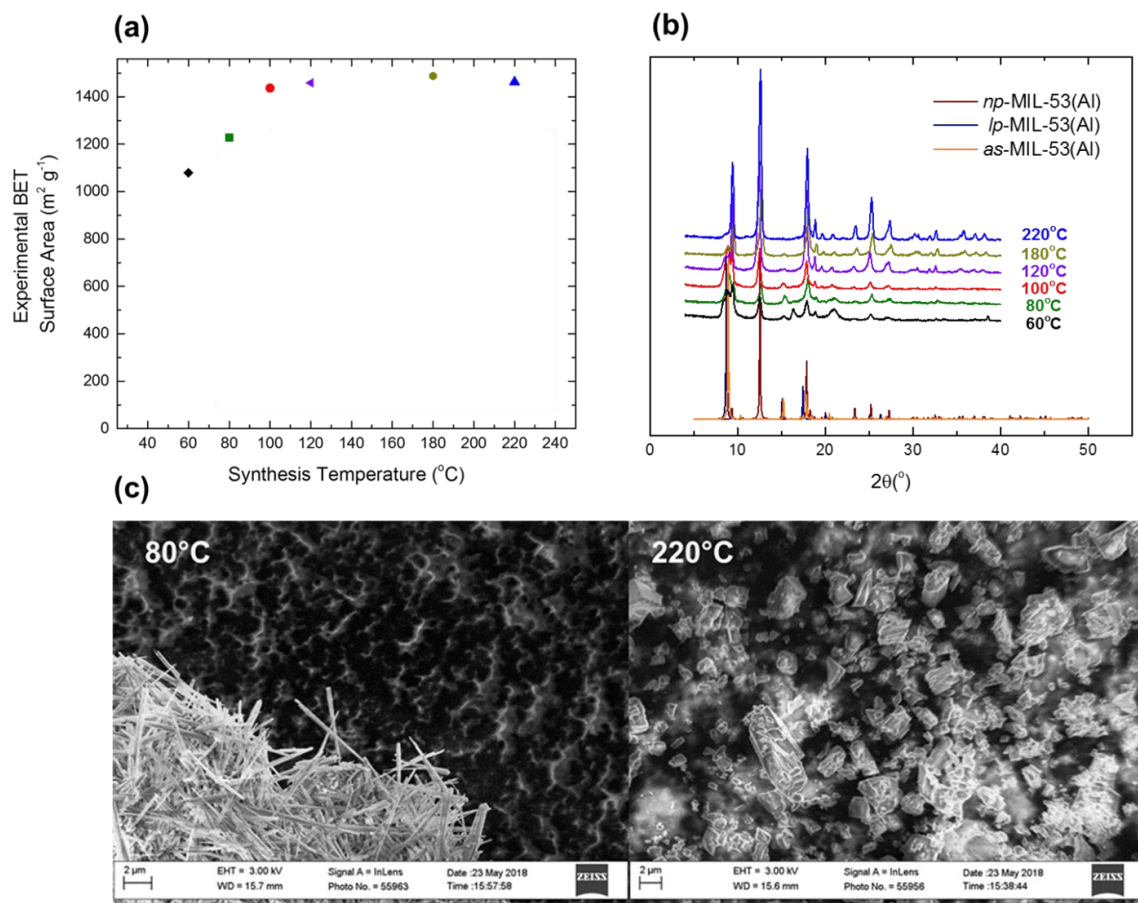 (a)
1400
1200
1000
800
600
400
200
0
40 60 80 100 120 140 160 180 200 220 240
Experimental BET
Surface Area (m² g⁻¹)
Synthesis Temperature (°C)
(b)
np-MIL-53(Al)
lp-MIL-53(Al)
as-MIL-53(Al)
220°C
180°C
120°C
100°C
80°C
60°C
0 10 20 30 40 50
2θ(°)
(c)
80°C
2 µm
EHT = 3.00 kV
WD = 15.7 mm
Signal A = InLens
Photo No. = 55963
Date :23 May 2018
Time :15:57:58
ZEISS
220°C
2 µm
EHT = 3.00 kV
WD = 15.6 mm
Signal A = InLens
Photo No. = 55956
Date :23 May 2018
Time :15:38:44
ZEISS